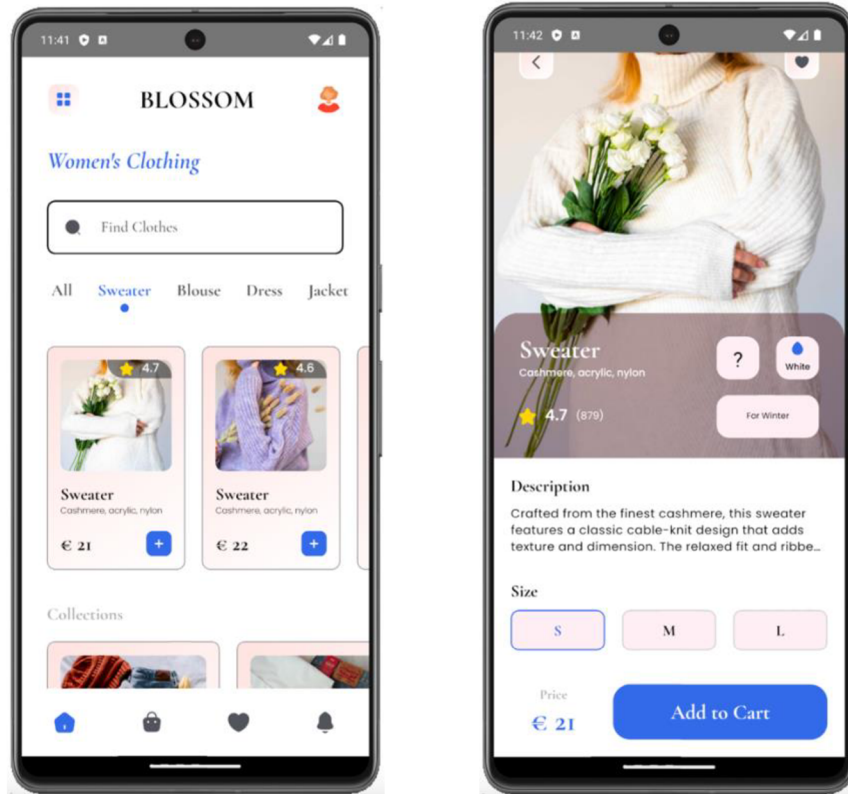 11:41
BLOSSOM
Women's Clothing
Find Clothes
All Sweater Blouse Dress Jacket
4.7 4.6
Sweater Sweater
Cashmere, acrylic, nylon Cashmere, acrylic, nylon
€ 21 + € 22 +
Collections
11:42
Sweater
Cashmere, acrylic, nylon
?
White
4.7 (879)
For Winter
Description
Crafted from the finest cashmere, this sweater
features a classic cable-knit design that adds
texture and dimension. The relaxed fit and ribbe...
Size
S M L
Price
€ 21
Add to Cart